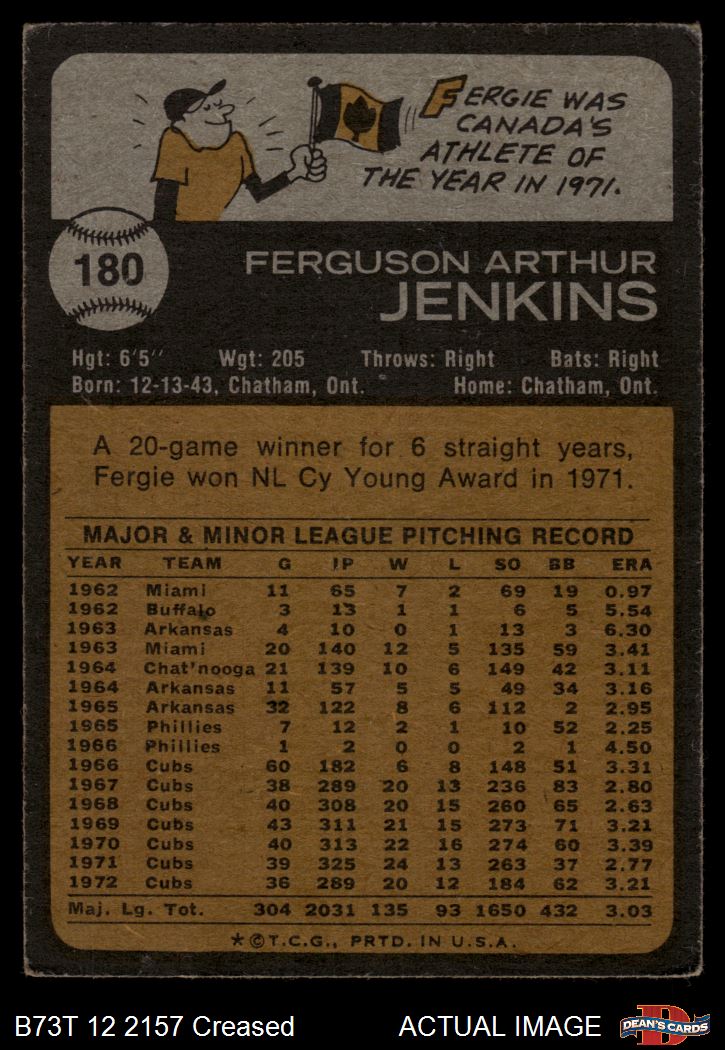 FERGIE WAS
CANADA'S
ATHLETE OF
THE YEAR IN 1971.
180
FERGUSON ARTHUR
JENKINS
Hgt: 6'5" Wgt: 205 Throws: Right Bats: Right
Born: 12-13-43, Chatham, Ont. Home: Chatham, Ont.
A 20-game winner for 6 straight years,
Fergie won NL Cy Young Award in 1971.
MAJOR & MINOR LEAGUE PITCHING RECORD
YEAR TEAM G IP W L SO BB ERA
1962 Miami 11 65 7 2 69 19 0.97
1962 Buffalo 3 13 1 1 6 5 5.54
1963 Arkansas 4 10 0 1 13 3 6.30
1963 Miami 20 140 12 5 135 59 3.41
1964 Chat'nooga 21 139 10 6 149 42 3.11
1964 Arkansas 11 57 5 5 49 34 3.16
1965 Arkansas 32 122 8 6 112 2 2.95
1965 Phillies 7 12 2 1 10 52 2.25
1966 Phillies 1 2 0 0 2 1 4.50
1966 Cubs 60 182 6 8 148 51 3.31
1967 Cubs 38 289 20 13 236 83 2.80
1968 Cubs 40 308 20 15 260 65 2.63
1969 Cubs 43 311 21 15 273 71 3.21
1970 Cubs 40 313 22 16 274 60 3.39
1971 Cubs 39 325 24 13 263 37 2.77
1972 Cubs 36 289 20 12 184 62 3.21
Maj. Lg. Tot. 304 2031 135 93 1650 432 3.03
*©T.C.G., PRTD. IN U.S.A.
B73T 12 2157 Creased ACTUAL IMAGE
D
DEAN'S CARDS